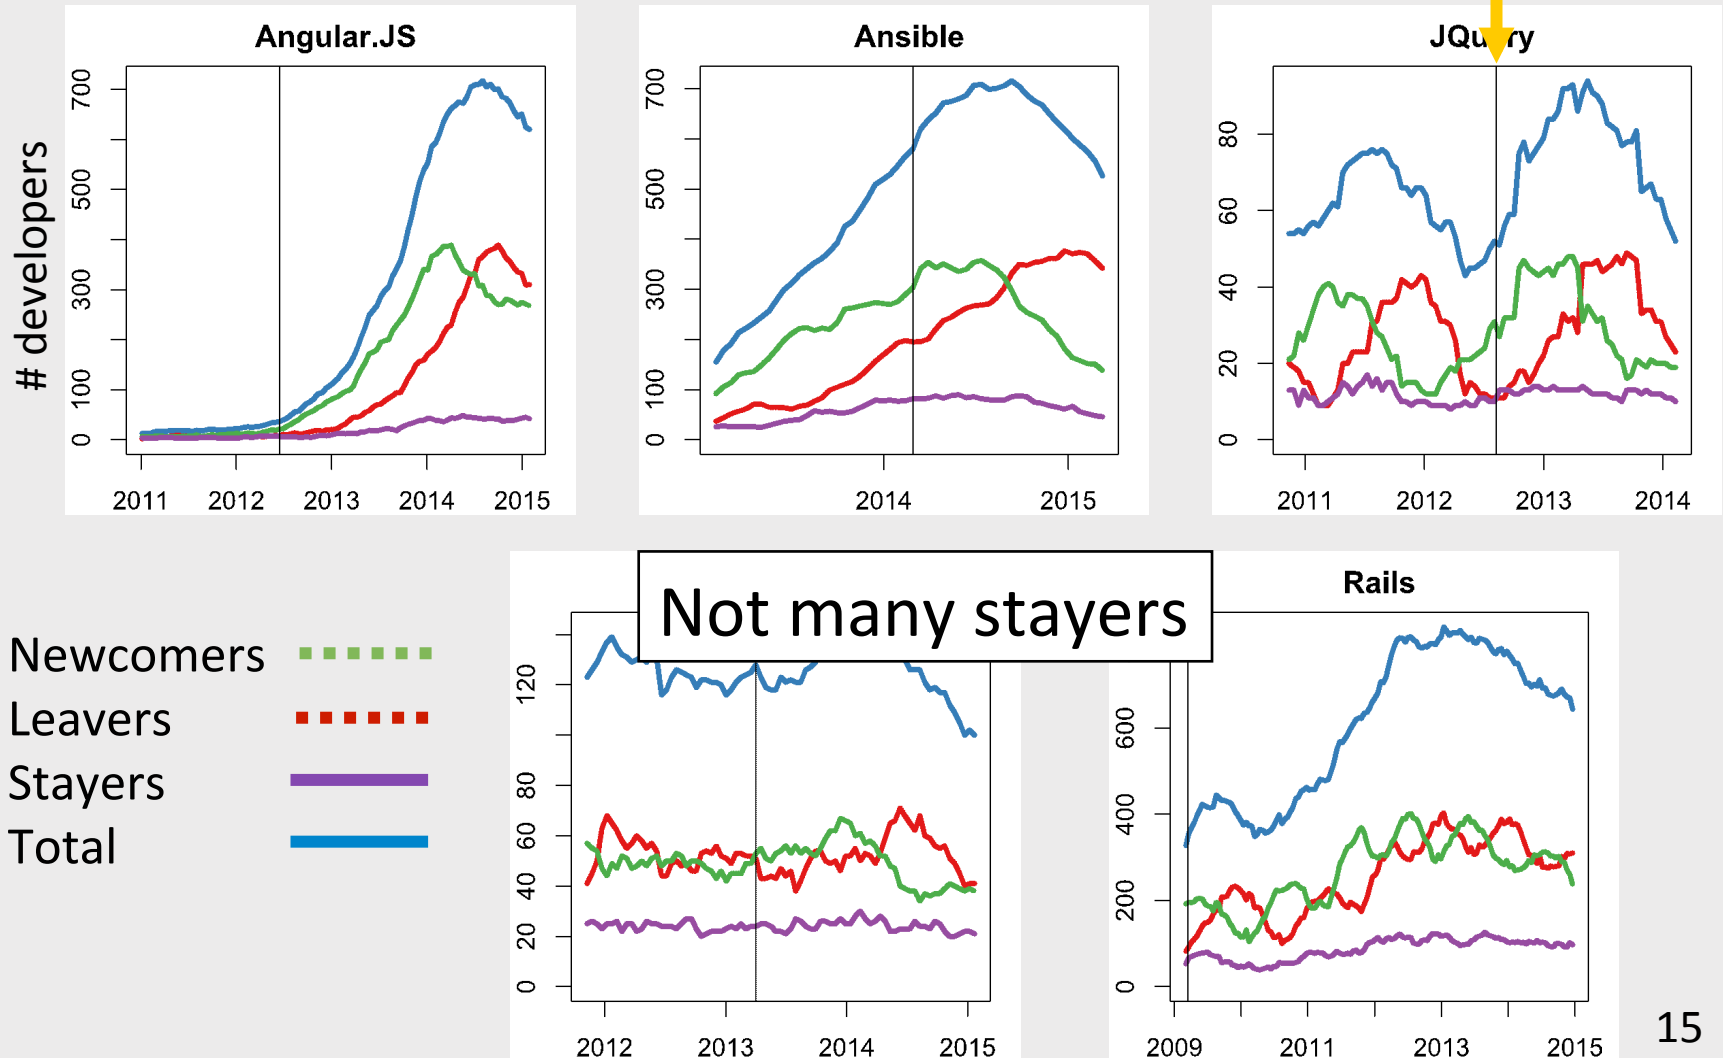 Angular.JS
Ansible
JQuery
# developers
0 100 300 500 700
2011 2012 2013 2014 2015
0 100 300 500 700
2014 2015
0 20 40 60 80
2011 2012 2013 2014
Not many stayers
Rails
Newcomers
Leavers
Stayers
Total
0 20 40 60 80 120
2012 2013 2014 2015
0 200 400 600
2009 2011 2013 2015
15